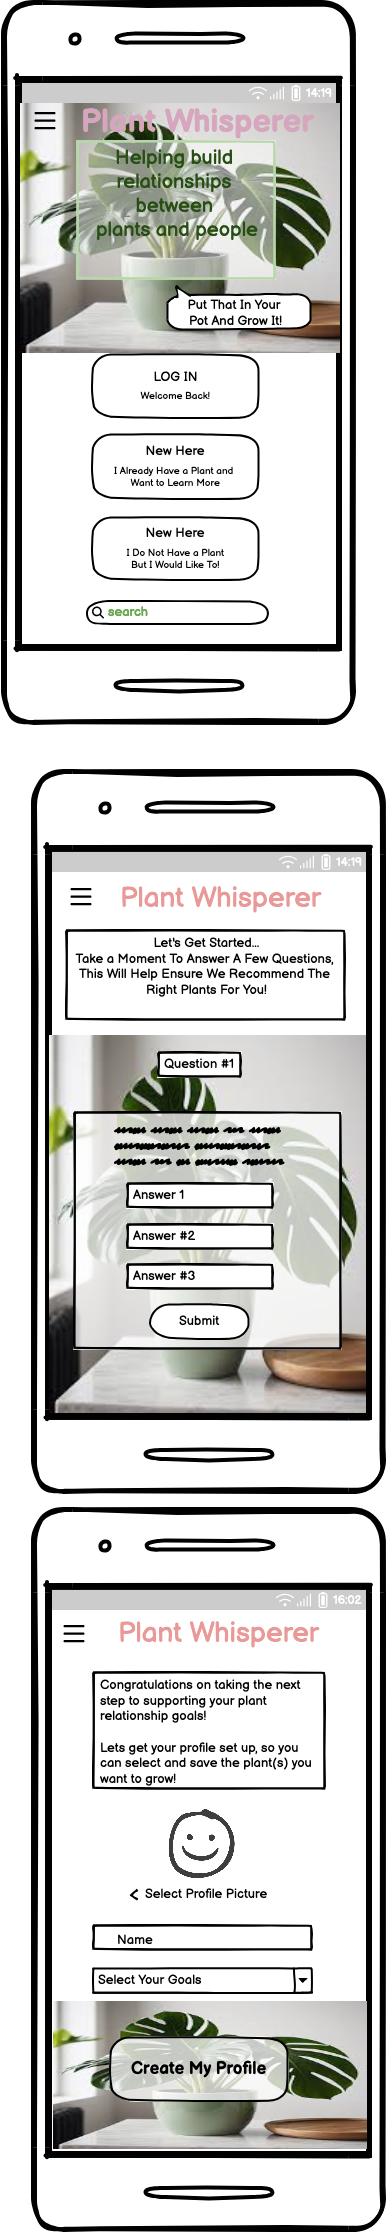 14:19
Plant Whisperer
Helping build
relationships
between
plants and people
Put That In Your
Pot And Grow It!
LOG IN
Welcome Back!
New Here
I Already Have a Plant and
Want to Learn More
New Here
I Do Not Have a Plant
But I Would Like To!
search
14:19
Plant Whisperer
Let's Get Started...
Take a Moment To Answer A Few Questions,
This Will Help Ensure We Recommend The
Right Plants For You!
Question #1
Answer 1
Answer #2
Answer #3
Submit
16:02
Plant Whisperer
Congratulations on taking the next
step to supporting your plant
relationship goals!
Lets get your profile set up, so you
can select and save the plant(s) you
want to grow!
< Select Profile Picture
Name
Select Your Goals
Create My Profile